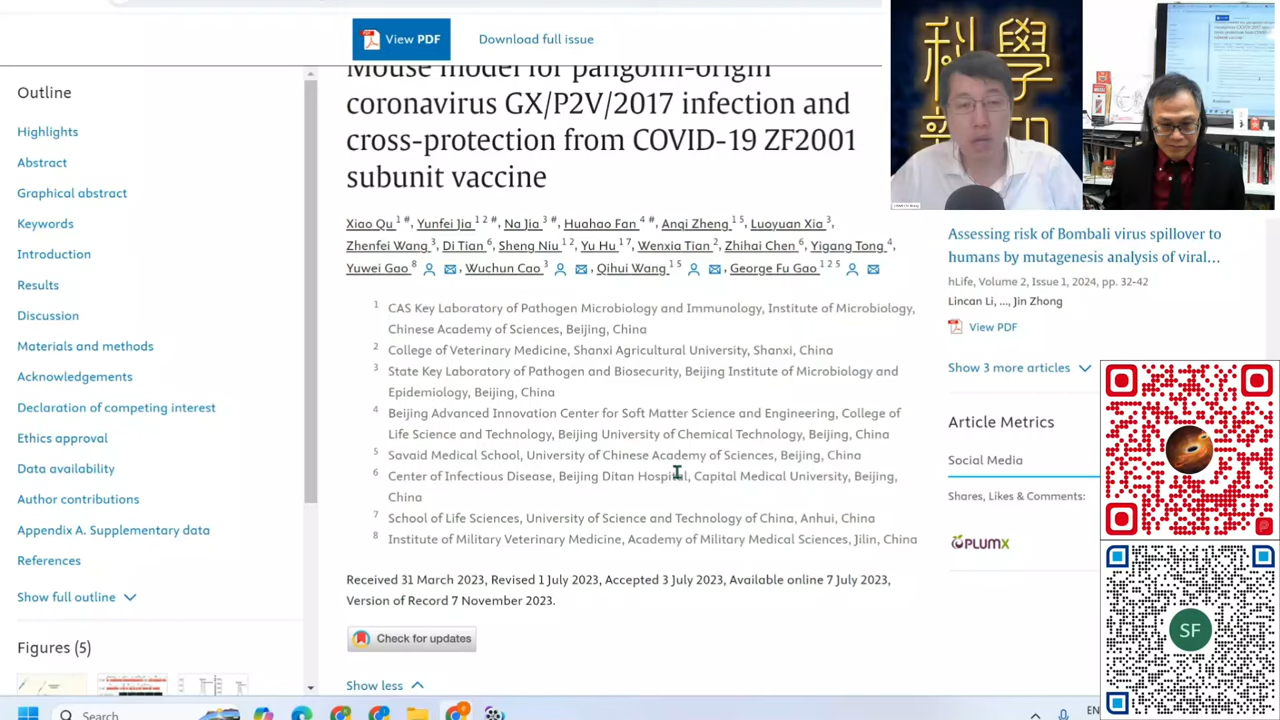 View PDF
Download full issue
Outline
Highlights
Abstract
Graphical abstract
Keywords
Introduction
Results
Discussion
Materials and methods
Acknowledgements
Declaration of competing interest
Ethics approval
Data availability
Author contributions
Appendix A. Supplementary data
References
Show full outline
Figures (5)
Mouse model of pangolin-origin
coronavirus GX/P2V/2017 infection and
cross-protection from COVID-19 ZF2001
subunit vaccine
Xiao Qu 1 #, Yunfei Jia 1 2 #, Na Jia 3 #, Huahao Fan 4 #, Anqi Zheng 1 5, Luoyuan Xia 3,
Zhenfei Wang 3, Di Tian 6, Sheng Niu 1 2, Yu Hu 1 7, Wenxia Tian 2, Zhihai Chen 6, Yigang Tong 4,
Yuwei Gao 8, Wuchun Cao 3, Qihui Wang 1 5, George Fu Gao 1 2 5
1 CAS Key Laboratory of Pathogen Microbiology and Immunology, Institute of Microbiology,
Chinese Academy of Sciences, Beijing, China
2 College of Veterinary Medicine, Shanxi Agricultural University, Shanxi, China
3 State Key Laboratory of Pathogen and Biosecurity, Beijing Institute of Microbiology and
Epidemiology, Beijing, China
4 Beijing Advanced Innovation Center for Soft Matter Science and Engineering, College of
Life Science and Technology, Beijing University of Chemical Technology, Beijing, China
5 Savaid Medical School, University of Chinese Academy of Sciences, Beijing, China
6 Center of Infectious Disease, Beijing Ditan Hospital, Capital Medical University, Beijing,
China
7 School of Life Sciences, University of Science and Technology of China, Anhui, China
8 Institute of Military Veterinary Medicine, Academy of Military Medical Sciences, Jilin, China
Received 31 March 2023, Revised 1 July 2023, Accepted 3 July 2023, Available online 7 July 2023,
Version of Record 7 November 2023.
Check for updates
Show less
科學
Assessing risk of Bombali virus spillover to
humans by mutagenesis analysis of viral…
hLife, Volume 2, Issue 1, 2024, pp. 32-42
Lincan Li, ..., Jin Zhong
View PDF
Show 3 more articles
Article Metrics
Social Media
Shares, Likes & Comments:
PLUMX
SF
Search
EN